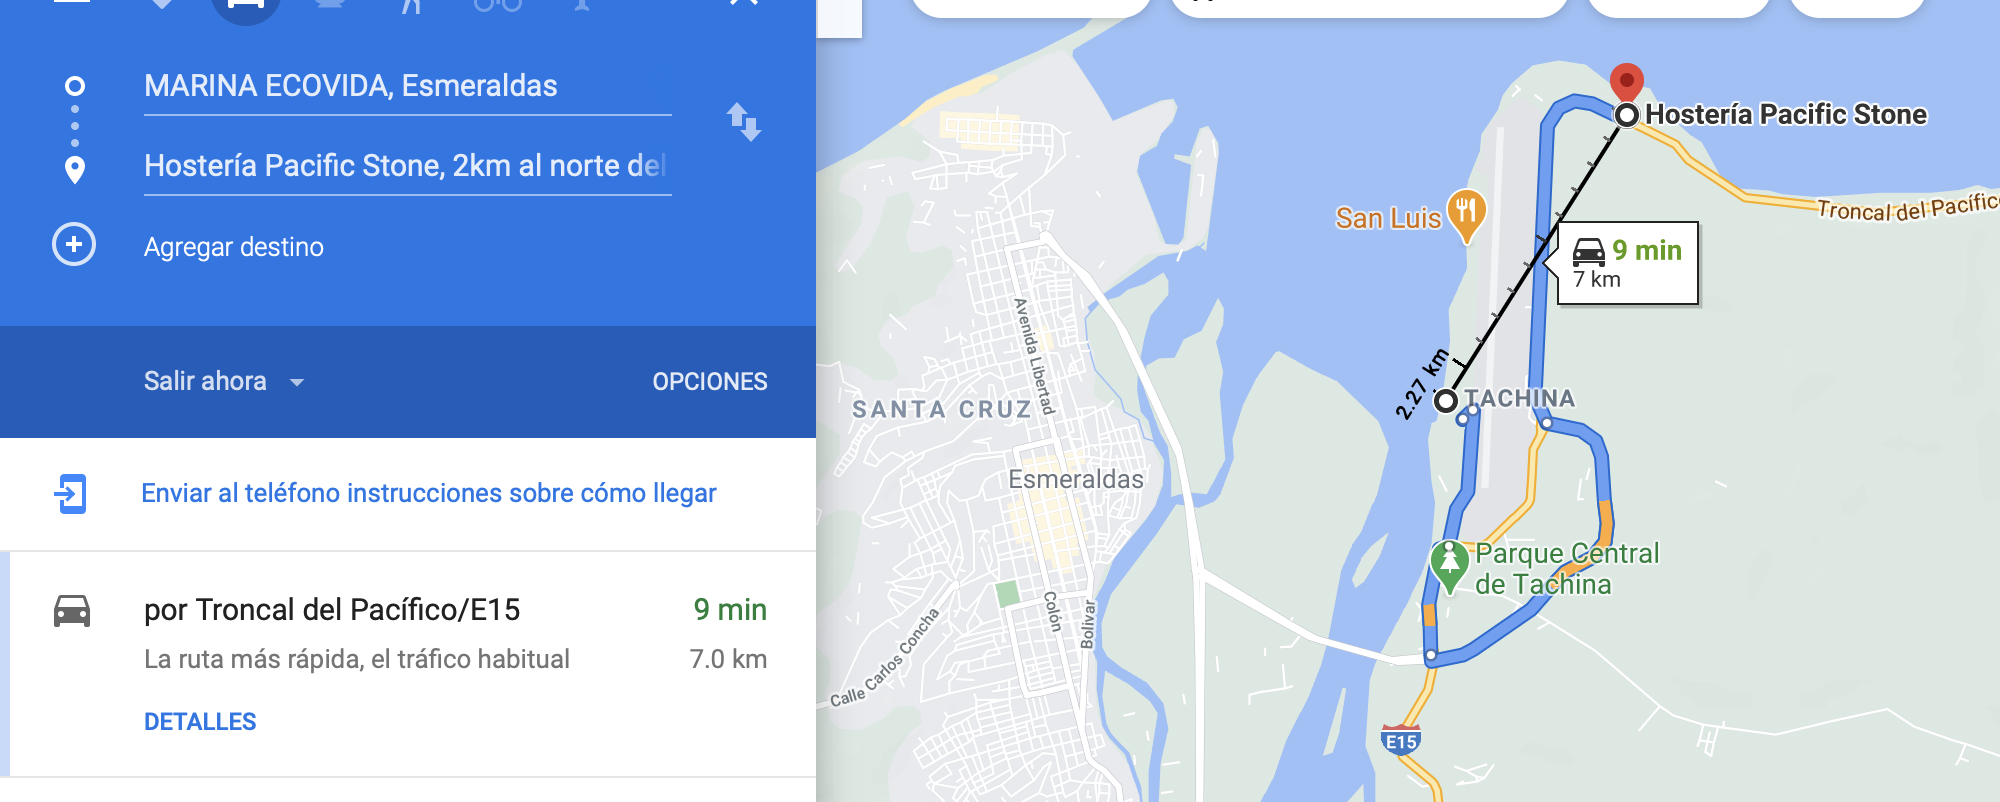 MARINA ECOVIDA, Esmeraldas
Hostería Pacific Stone, 2km al norte del
Agregar destino
Salir ahora
OPCIONES
Enviar al teléfono instrucciones sobre cómo llegar
por Troncal del Pacífico/E15
9 min
La ruta más rápida, el tráfico habitual
7.0 km
DETALLES
Hostería Pacific Stone
Troncal del Pacífico
San Luis
9 min
7 km
2.27 km
TACHINA
Avenida Libertad
SANTA CRUZ
Esmeraldas
Parque Central
de Tachina
Colón
Bolívar
Calle Carlos Concha
E15